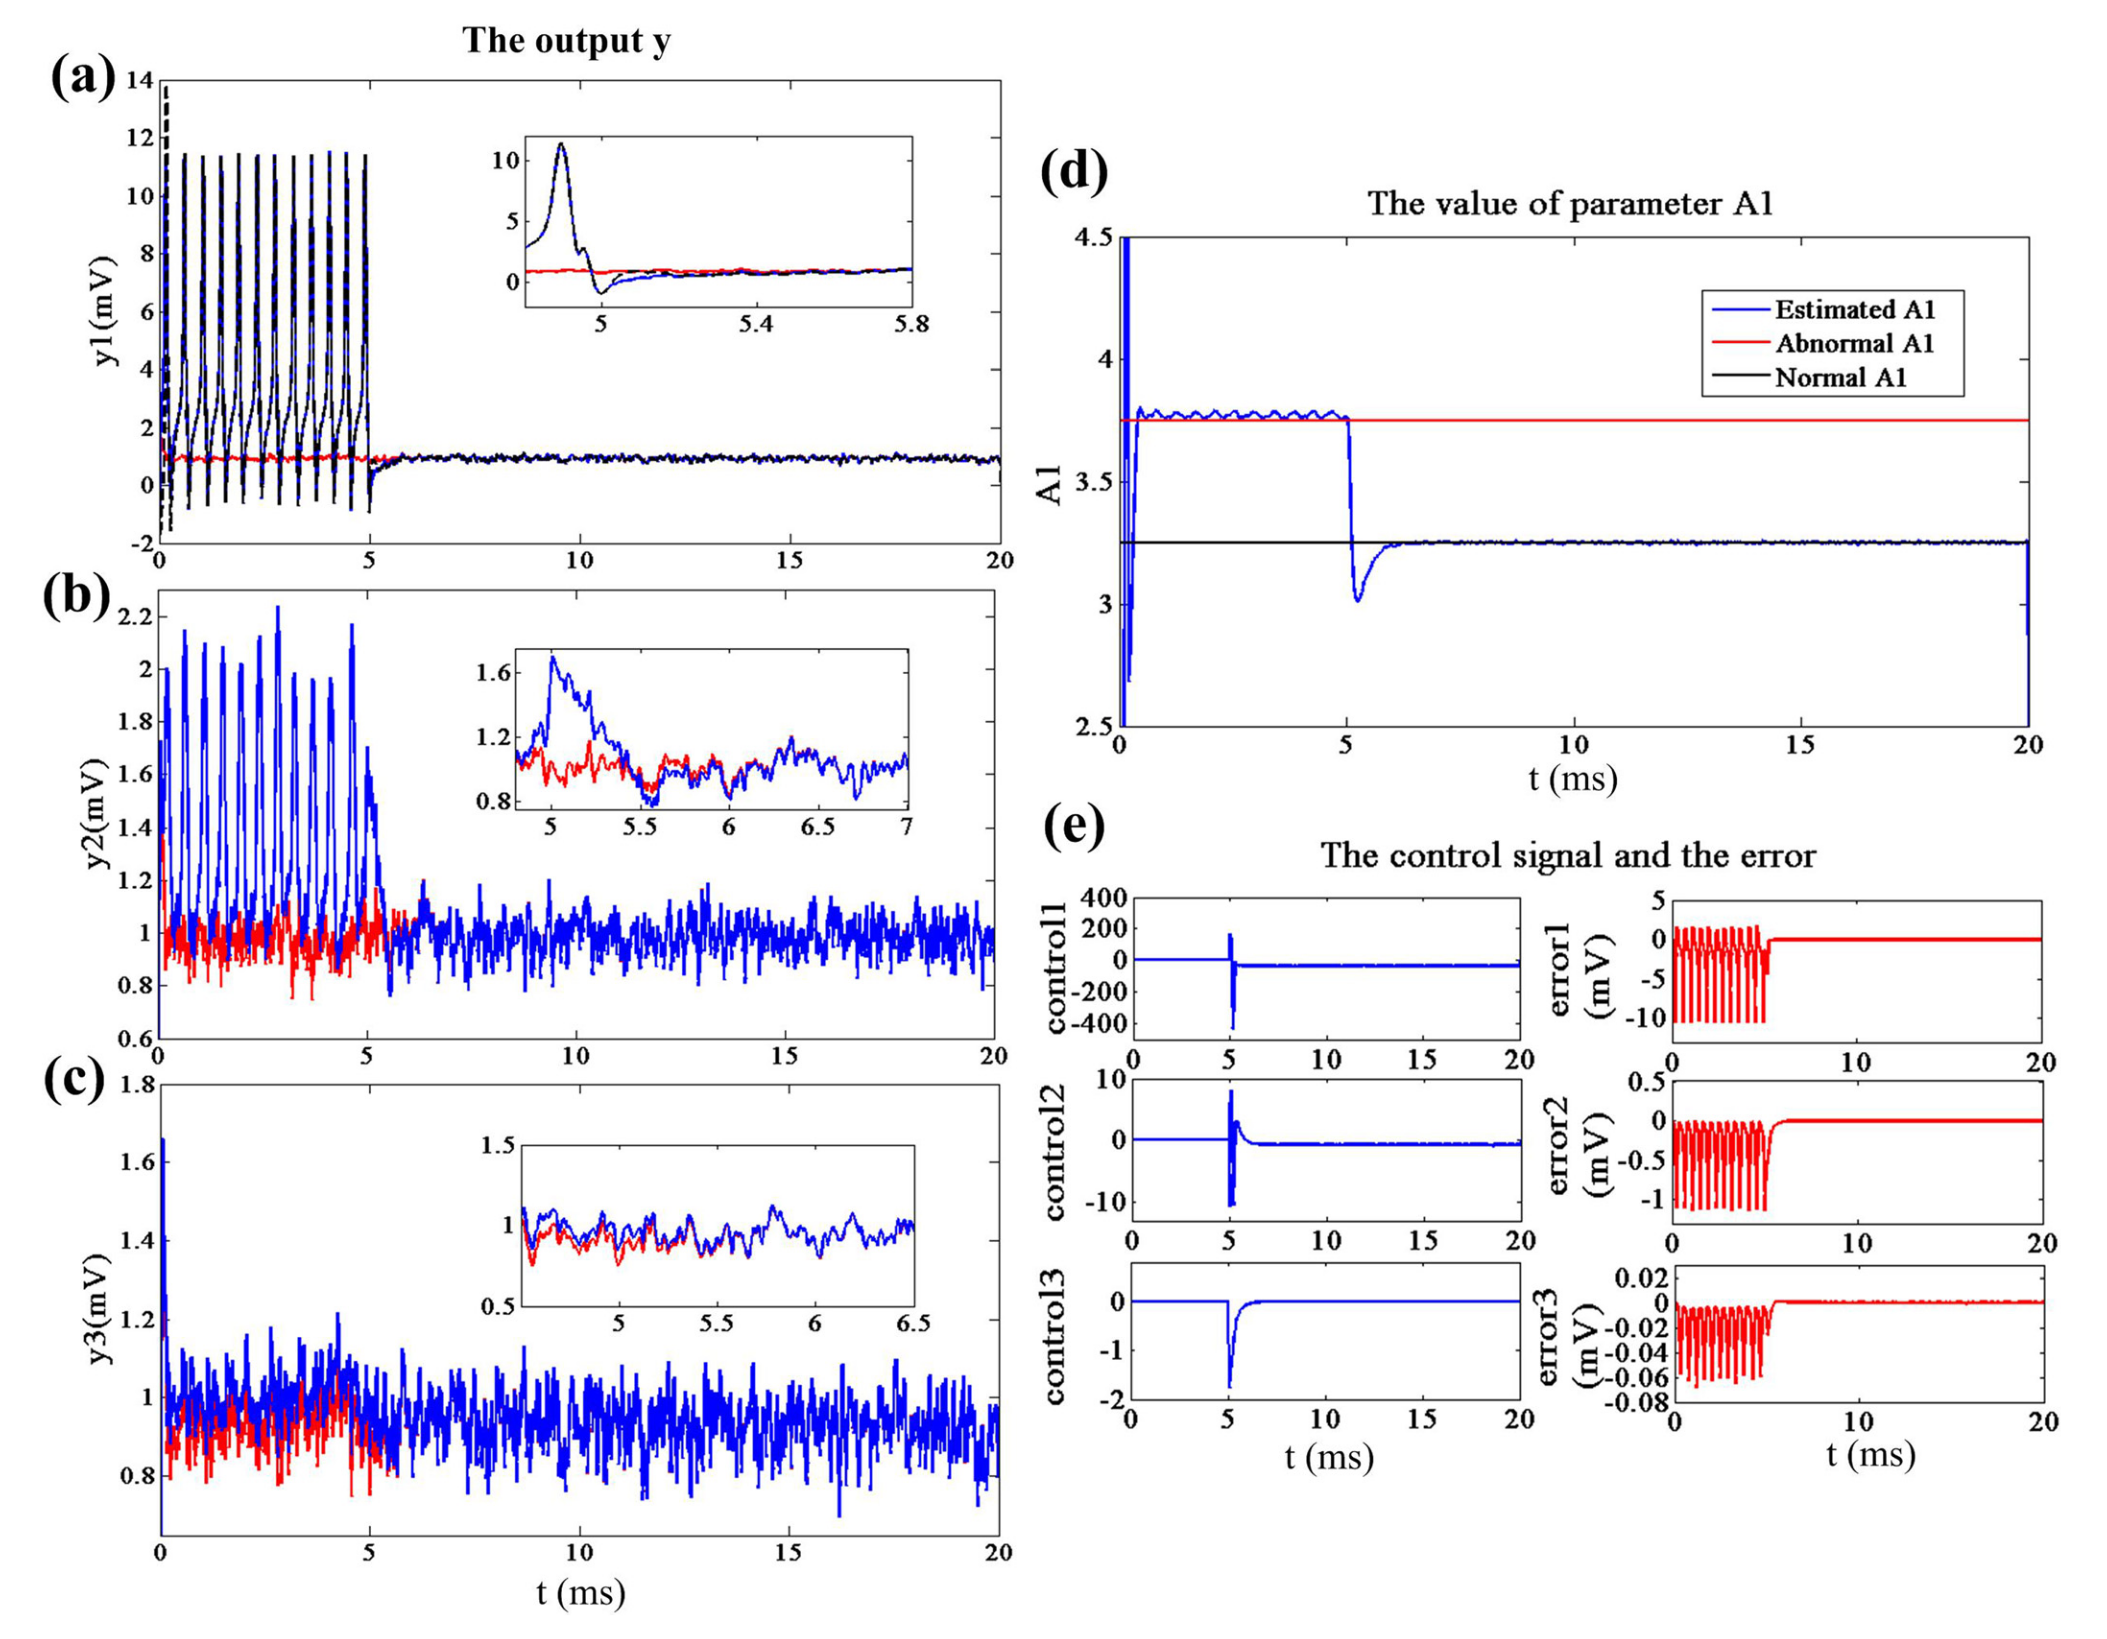 The output y
(a)
14
12
10
8
6
4
2
0
-2
y1(mV)
0 5 10 15 20
10
5
0
5 5.4 5.8
(b)
2.2
2
1.8
1.6
1.4
1.2
1
0.8
0.6
y2(mV)
0 5 10 15 20
1.6
1.2
0.8
5 5.5 6 6.5 7
(c)
1.8
1.6
1.4
1.2
1
0.8
y3(mV)
0 5 10 15 20
t (ms)
1.5
1
0.5
5 5.5 6 6.5
(d)
The value of parameter A1
4.5
4
3.5
3
2.5
A1
Estimated A1
Abnormal A1
Normal A1
0 5 10 15 20
t (ms)
(e)
The control signal and the error
control1
400
200
0
-200
-400
0 5 10 15 20
error1
(mV)
5
0
-5
-10
0 10 20
control2
10
0
-10
0 5 10 15 20
error2
(mV)
0.5
0
-0.5
-1
0 10 20
control3
0
-1
-2
0 5 10 15 20
t (ms)
error3
(mV)
0.02
0
-0.02
-0.04
-0.06
-0.08
0 10 20
t (ms)